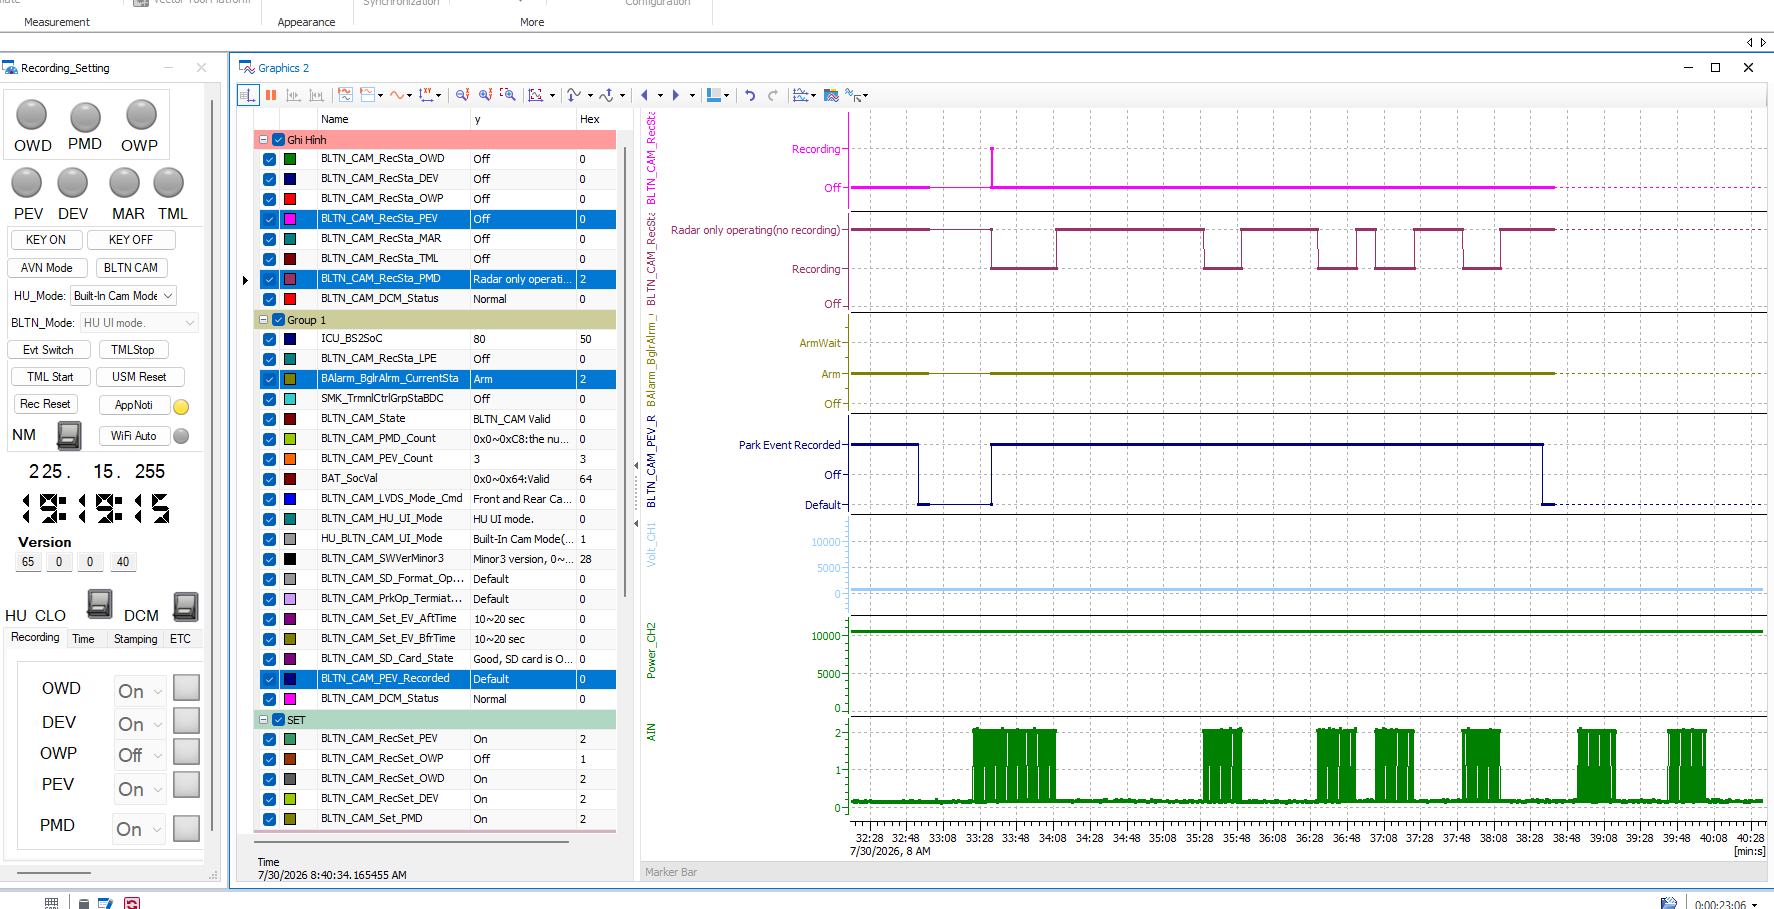 Vector Tool Platform
Synchronization
Configuration
Measurement
Appearance
More
Recording_Setting
OWD
PMD
OWP
PEV
DEV
MAR
TML
KEY ON
KEY OFF
AVN Mode
BLTN CAM
HU_Mode:
Built-In Cam Mode
BLTN_Mode:
HU UI mode.
Evt Switch
TMLStop
TML Start
USM Reset
Rec Reset
AppNoti
NM
WiFi Auto
225. 15. 255
19:19:15
Version
65 0 0 40
HU CLO
DCM
Recording Time Stamping ETC
OWD On
DEV On
OWP Off
PEV On
PMD On
Graphics 2
Name y Hex
Ghi Hình
BLTN_CAM_RecSta_OWD Off 0
BLTN_CAM_RecSta_DEV Off 0
BLTN_CAM_RecSta_OWP Off 0
BLTN_CAM_RecSta_PEV Off 0
BLTN_CAM_RecSta_MAR Off 0
BLTN_CAM_RecSta_TML Off 0
BLTN_CAM_RecSta_PMD Radar only operati... 2
BLTN_CAM_DCM_Status Normal 0
Group 1
ICU_BS2SoC 80 50
BLTN_CAM_RecSta_LPE Off 0
BAlarm_BglrAlrm_CurrentSta Arm 2
SMK_TrmnlCtrlGrpStaBDC Off 0
BLTN_CAM_State BLTN_CAM Valid 0
BLTN_CAM_PMD_Count 0x0~0xC8:the nu... 0
BLTN_CAM_PEV_Count 3 3
BAT_SocVal 0x0~0x64:Valid 64
BLTN_CAM_LVDS_Mode_Cmd Front and Rear Ca... 0
BLTN_CAM_HU_UI_Mode HU UI mode. 0
HU_BLTN_CAM_UI_Mode Built-In Cam Mode(... 1
BLTN_CAM_SWVerMinor3 Minor3 version, 0~... 28
BLTN_CAM_SD_Format_Op... Default 0
BLTN_CAM_PrkOp_Termiat... Default 0
BLTN_CAM_Set_EV_AftTime 10~20 sec 0
BLTN_CAM_Set_EV_BfrTime 10~20 sec 0
BLTN_CAM_SD_Card_State Good, SD card is O... 0
BLTN_CAM_PEV_Recorded Default 0
BLTN_CAM_DCM_Status Normal 0
SET
BLTN_CAM_RecSet_PEV On 2
BLTN_CAM_RecSet_OWP Off 1
BLTN_CAM_RecSet_OWD On 2
BLTN_CAM_RecSet_DEV On 2
BLTN_CAM_Set_PMD On 2
Time
7/30/2026 8:40:34.165455 AM
BLTN_CAM_RecSta
Recording
Off
BLTN_CAM_RecSta
Radar only operating(no recording)
Recording
Off
BAlarm_BglrAlrm_
ArmWait
Arm
Off
BLTN_CAM_PEV_R
Park Event Recorded
Off
Default
Volt_CH1
10000
5000
0
Power_CH2
10000
5000
0
AIN
2
1
0
32:28 32:48 33:08 33:28 33:48 34:08 34:28 34:48 35:08 35:28 35:48 36:08 36:28 36:48 37:08 37:28 37:48 38:08 38:28 38:48 39:08 39:28 39:48 40:08 40:28
7/30/2026, 8 AM
[min:s]
Marker Bar
0:00:23:06